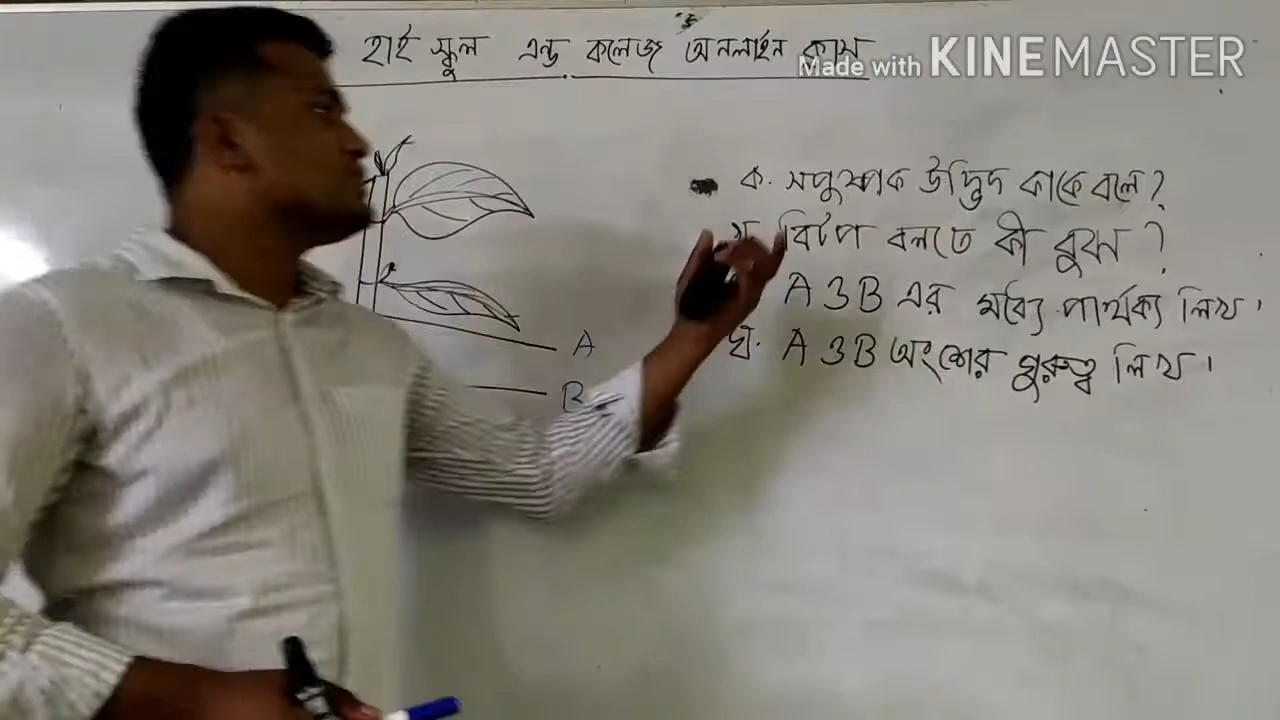 হাই স্কুল এন্ড কলেজ অনলাইন ক্লাস
Made with KINEMASTER
ক. সপুষ্পক উদ্ভিদ কাকে বলে?
বিটপ বলতে কী বুঝা ?
A ও B এর মধ্যে পার্থক্য লিখ।
ঘ. A ও B অংশের গুরুত্ব লিখ।
A
B